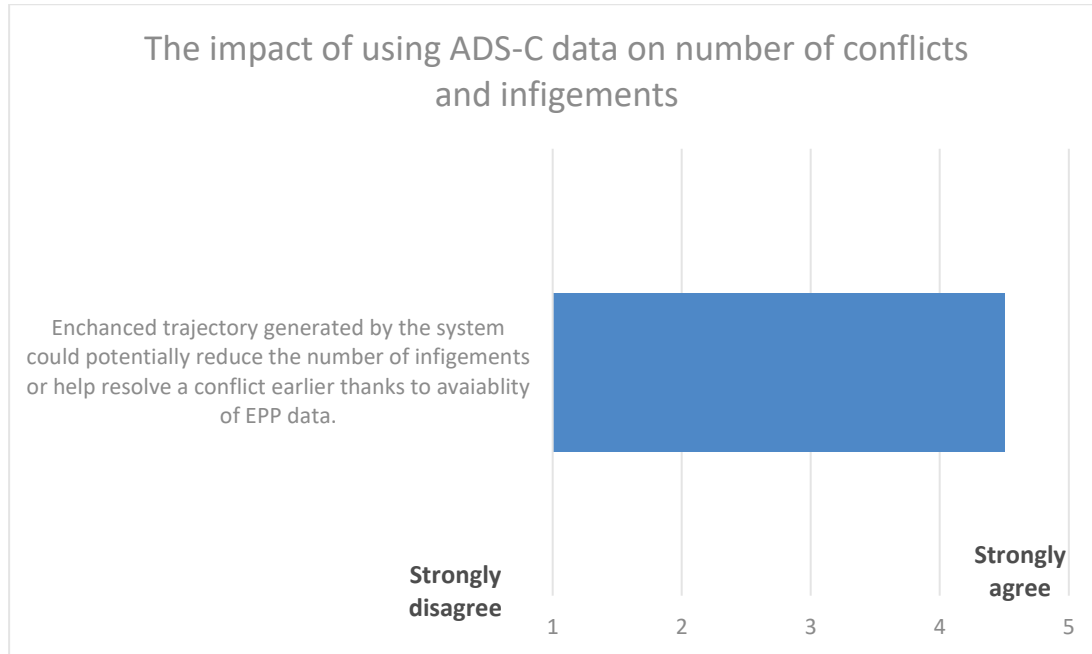 The impact of using ADS-C data on number of conflicts
and infigements
Enchanced trajectory generated by the system
could potentially reduce the number of infigements
or help resolve a conflict earlier thanks to avaiablity
of EPP data.
Strongly
disagree
Strongly
agree
1 2 3 4 5